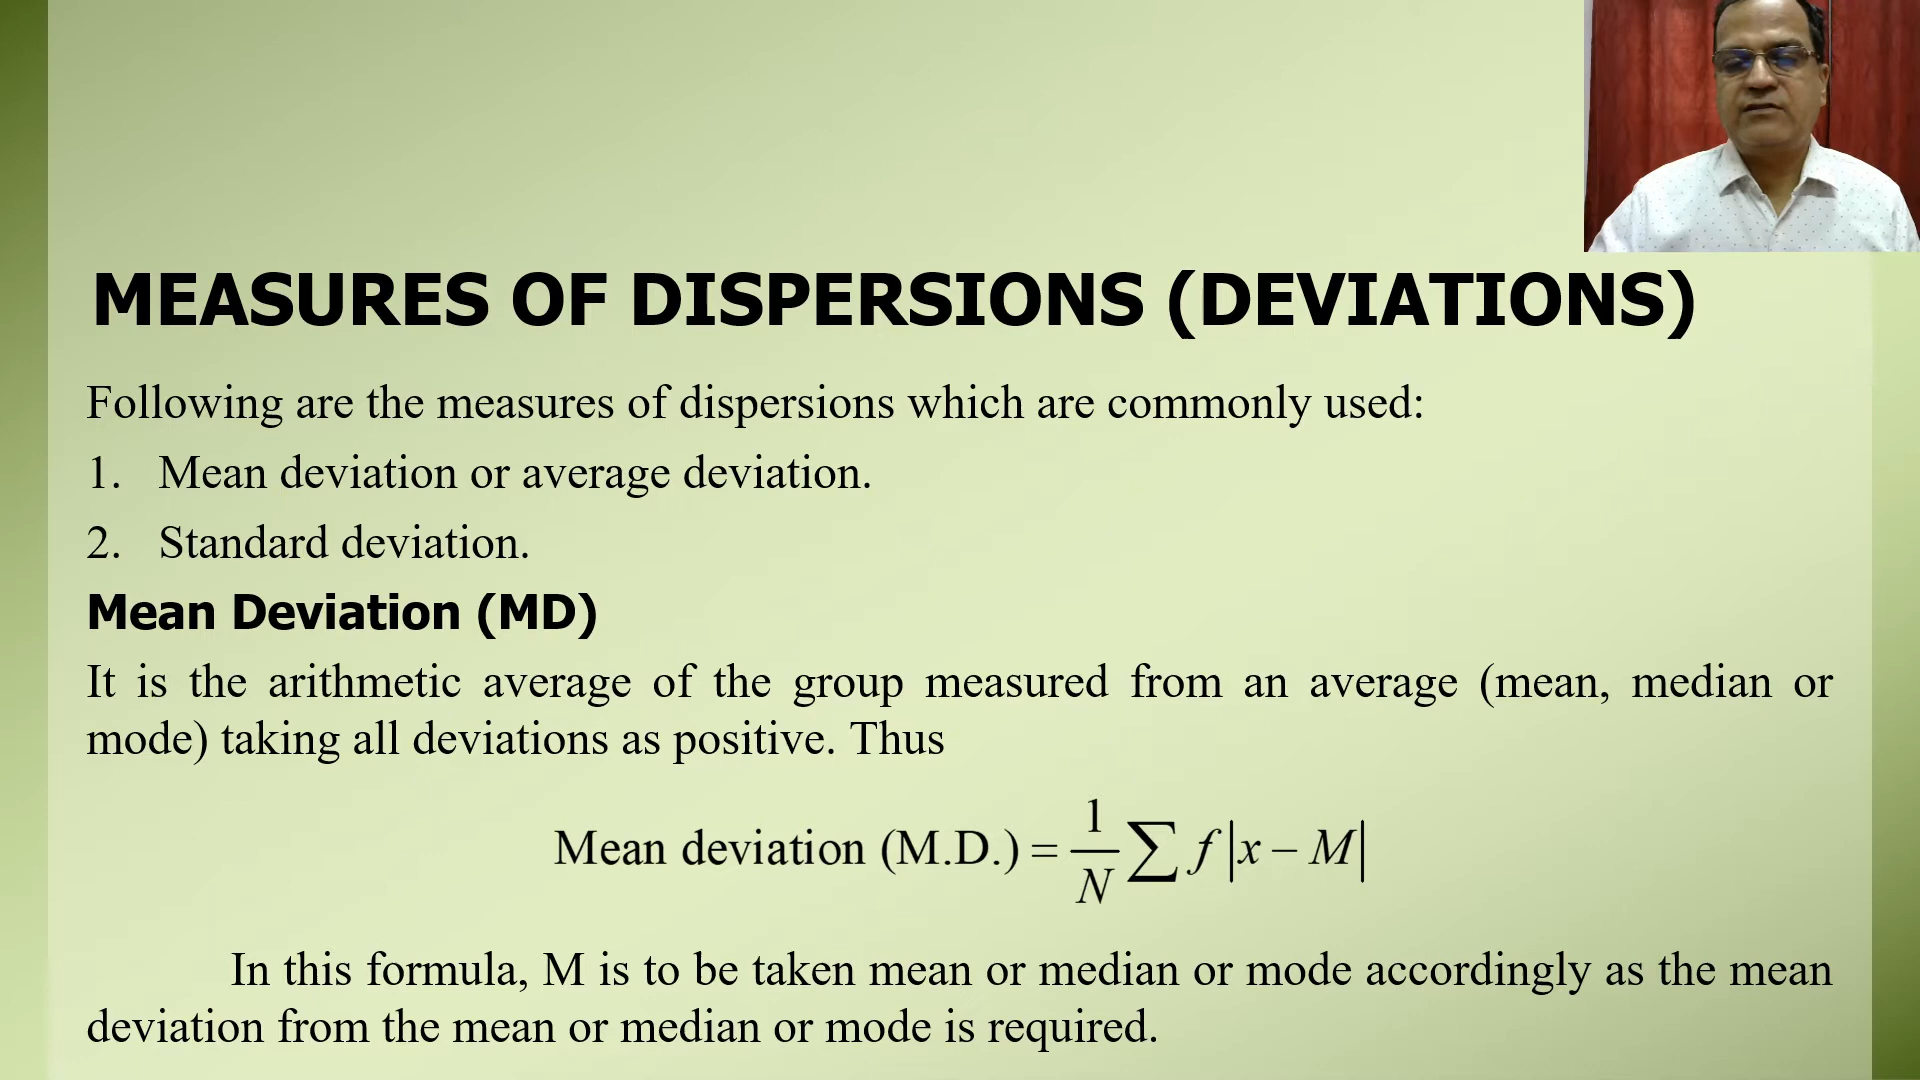 MEASURES OF DISPERSIONS (DEVIATIONS)
Following are the measures of dispersions which are commonly used:
1. Mean deviation or average deviation.
2. Standard deviation.
Mean Deviation (MD)
It is the arithmetic average of the group measured from an average (mean, median or
mode) taking all deviations as positive. Thus
Mean deviation (M.D.) = 1/N ∑ f|x − M|
In this formula, M is to be taken mean or median or mode accordingly as the mean
deviation from the mean or median or mode is required.